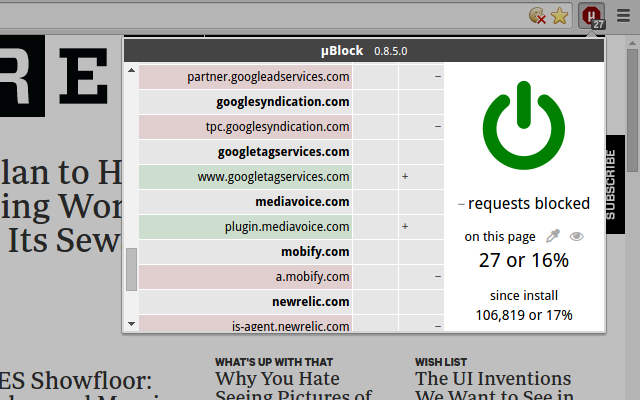 27
RE
µBlock 0.8.5.0
partner.googleadservices.com –
googlesyndication.com
tpc.googlesyndication.com –
googletagservices.com
www.googletagservices.com +
mediavoice.com
plugin.mediavoice.com +
mobify.com
a.mobify.com –
newrelic.com
is-agent.newrelic.com –
– requests blocked
on this page
27 or 16%
since install
106,819 or 17%
SUBSCRIBE
lan to H
ing Wor
Its Sew
ES Showfloor:
WHAT'S UP WITH THAT
Why You Hate
Seeing Pictures of
WISH LIST
The UI Inventions
We Want to See in